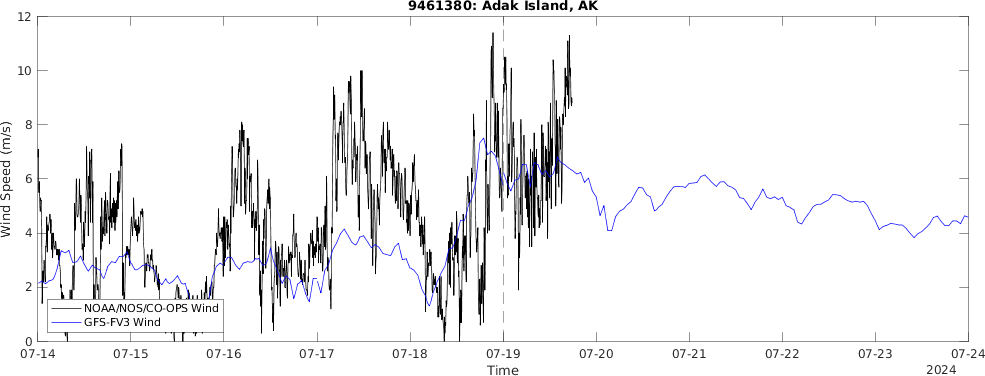 9461380: Adak Island, AK
Wind Speed (m/s)
12
10
8
6
4
2
0
NOAA/NOS/CO-OPS Wind
GFS-FV3 Wind
07-14 07-15 07-16 07-17 07-18 07-19 07-20 07-21 07-22 07-23 07-24
Time
2024